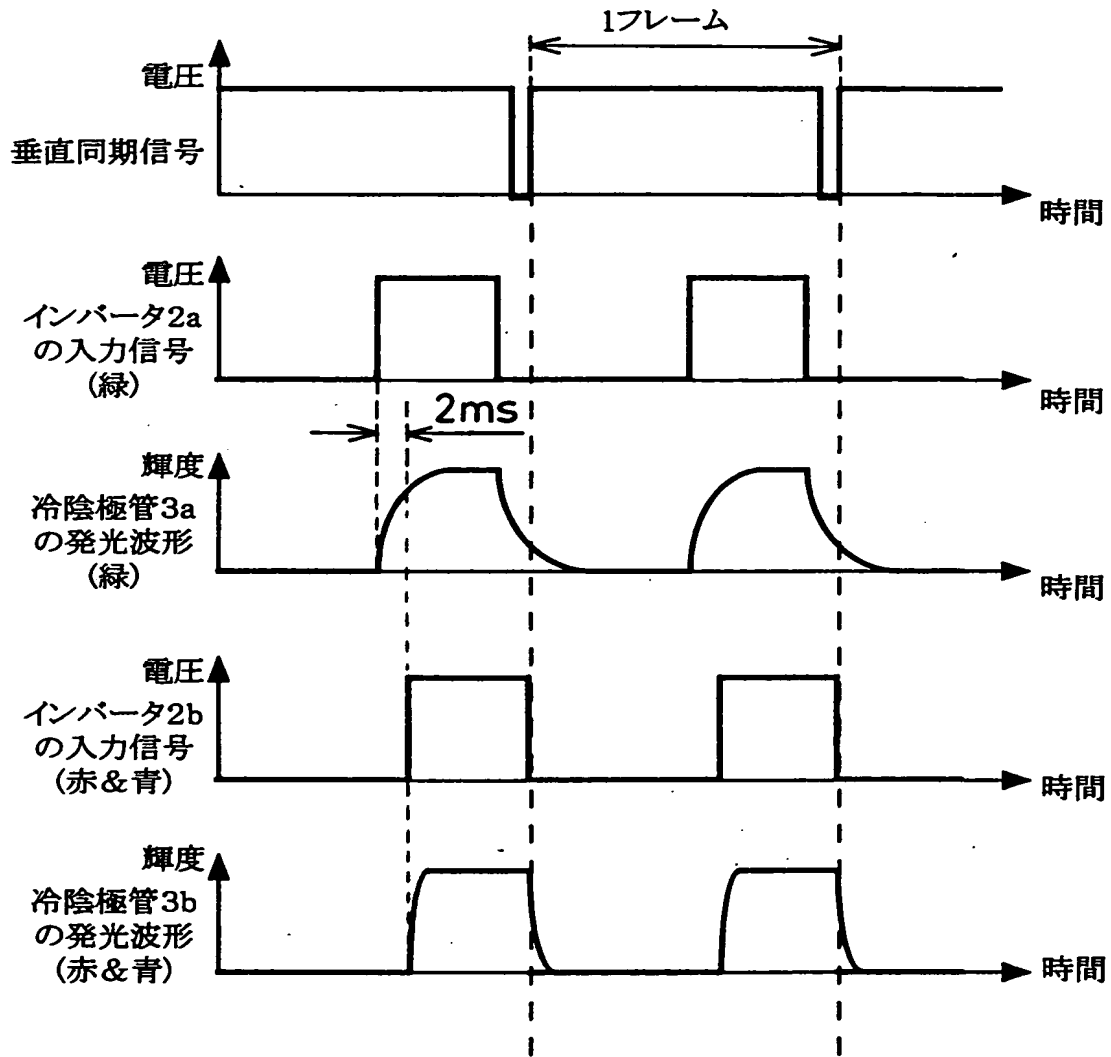 1フレーム
電圧
垂直同期信号
時間
電圧
インバータ2a
の入力信号
(緑)
時間
2ms
輝度
冷陰極管3a
の発光波形
(緑)
時間
電圧
インバータ2b
の入力信号
(赤&青)
時間
輝度
冷陰極管3b
の発光波形
(赤&青)
時間